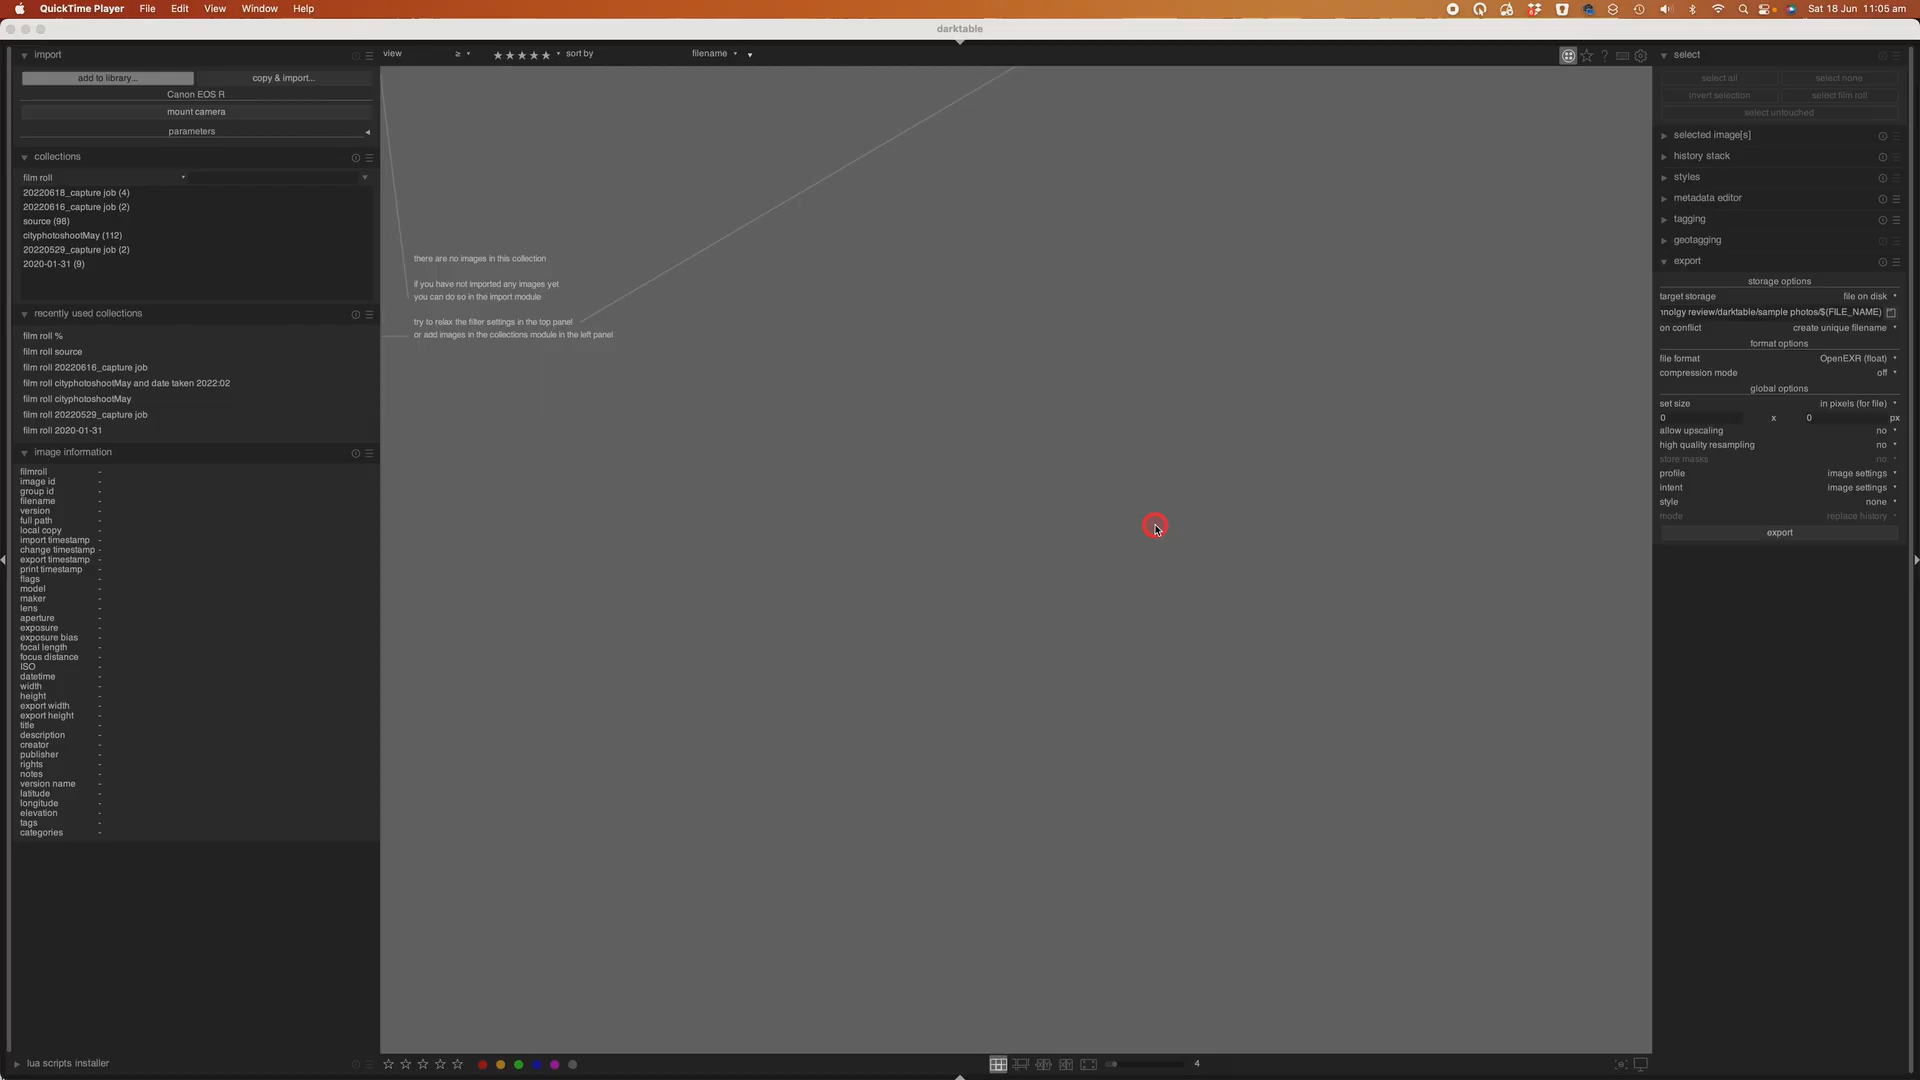 QuickTime Player File Edit View Window Help Sat 18 Jun 11:05 am
darktable
import
add to library... copy & import...
Canon EOS R
mount camera
parameters
collections
film roll
20220618_capture job (4)
20220616_capture job (2)
source (98)
cityphotoshootMay (112)
20220529_capture job (2)
2020-01-31 (9)
recently used collections
film roll %
film roll source
film roll 20220616_capture job
film roll cityphotoshootMay and date taken 2022:02
film roll cityphotoshootMay
film roll 20220529_capture job
film roll 2020-01-31
image information
filmroll -
image id -
group id -
filename -
version -
full path -
local copy -
import timestamp -
change timestamp -
export timestamp -
print timestamp -
flags -
model -
maker -
lens -
aperture -
exposure -
exposure bias -
focal length -
focus distance -
ISO -
datetime -
width -
height -
export width -
export height -
title -
description -
creator -
publisher -
rights -
notes -
version name -
latitude -
longitude -
elevation -
tags -
categories -
lua scripts installer
view ≥ sort by filename
there are no images in this collection
if you have not imported any images yet
you can do so in the import module
try to relax the filter settings in the top panel
or add images in the collections module in the left panel
4
select
select all select none
invert selection select film roll
select untouched
selected image[s]
history stack
styles
metadata editor
tagging
geotagging
export
storage options
target storage file on disk
nnolgy review/darktable/sample photos/$(FILE_NAME)
on conflict create unique filename
format options
file format OpenEXR (float)
compression mode off
global options
set size in pixels (for file)
0 x 0 px
allow upscaling no
high quality resampling no
store masks no
profile image settings
intent image settings
style none
mode replace history
export